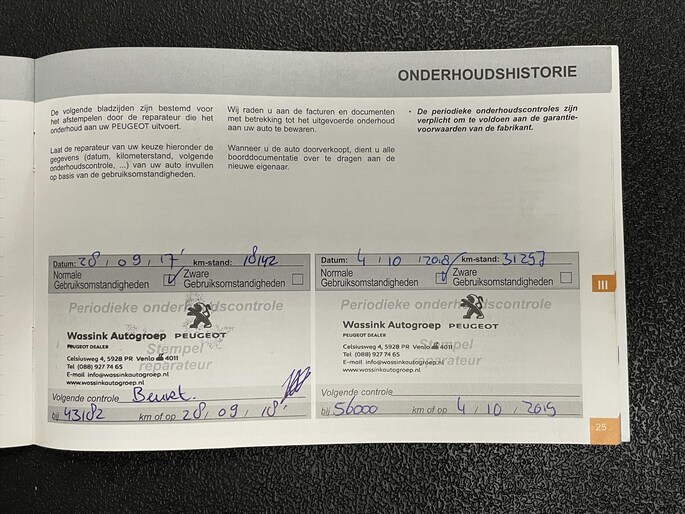 ONDERHOUDSHISTORIE
De volgende bladzijden zijn bestemd voor
het afstempelen door de reparateur die het
onderhoud aan uw PEUGEOT uitvoert.
Laat de reparateur van uw keuze hieronder de
gegevens (datum, kilometerstand, volgende
onderhoudscontrole, ...) van uw auto invullen
op basis van de gebruiksomstandigheden.
Wij raden u aan de facturen en documenten
met betrekking tot het uitgevoerde onderhoud
aan uw auto te bewaren.
Wanneer u de auto doorverkoopt, dient u alle
boorddocumentatie over te dragen aan de
nieuwe eigenaar.
• De periodieke onderhoudscontroles zijn
verplicht om te voldoen aan de garantie-
voorwaarden van de fabrikant.
Datum: 28 / 09 / 17 km-stand: 18142
Normale
Gebruiksomstandigheden
Zware
Gebruiksomstandigheden
Periodieke onderhoudscontrole
Wassink Autogroep PEUGEOT
PEUGEOT DEALER
Stempel
reparateur
Celsiusweg 4, 5928 PR Venlo 4011
Tel (088) 927 74 65
E-mail info@wassinkautogroep.nl
www.wassinkautogroep.nl
Volgende controle Beurt.
bij 43182 km of op 28 / 09 / 18
Datum: 4 / 10 / 2018 km-stand: 31257
Normale
Gebruiksomstandigheden
Zware
Gebruiksomstandigheden
Periodieke onderhoudscontrole
Wassink Autogroep PEUGEOT
PEUGEOT DEALER
Stempel
reparateur
Celsiusweg 4, 5928 PR Venlo 4011
Tel (088) 927 74 65
E-mail info@wassinkautogroep.nl
www.wassinkautogroep.nl
Volgende controle
bij 56000 km of op 4 / 10 / 2019
III
25